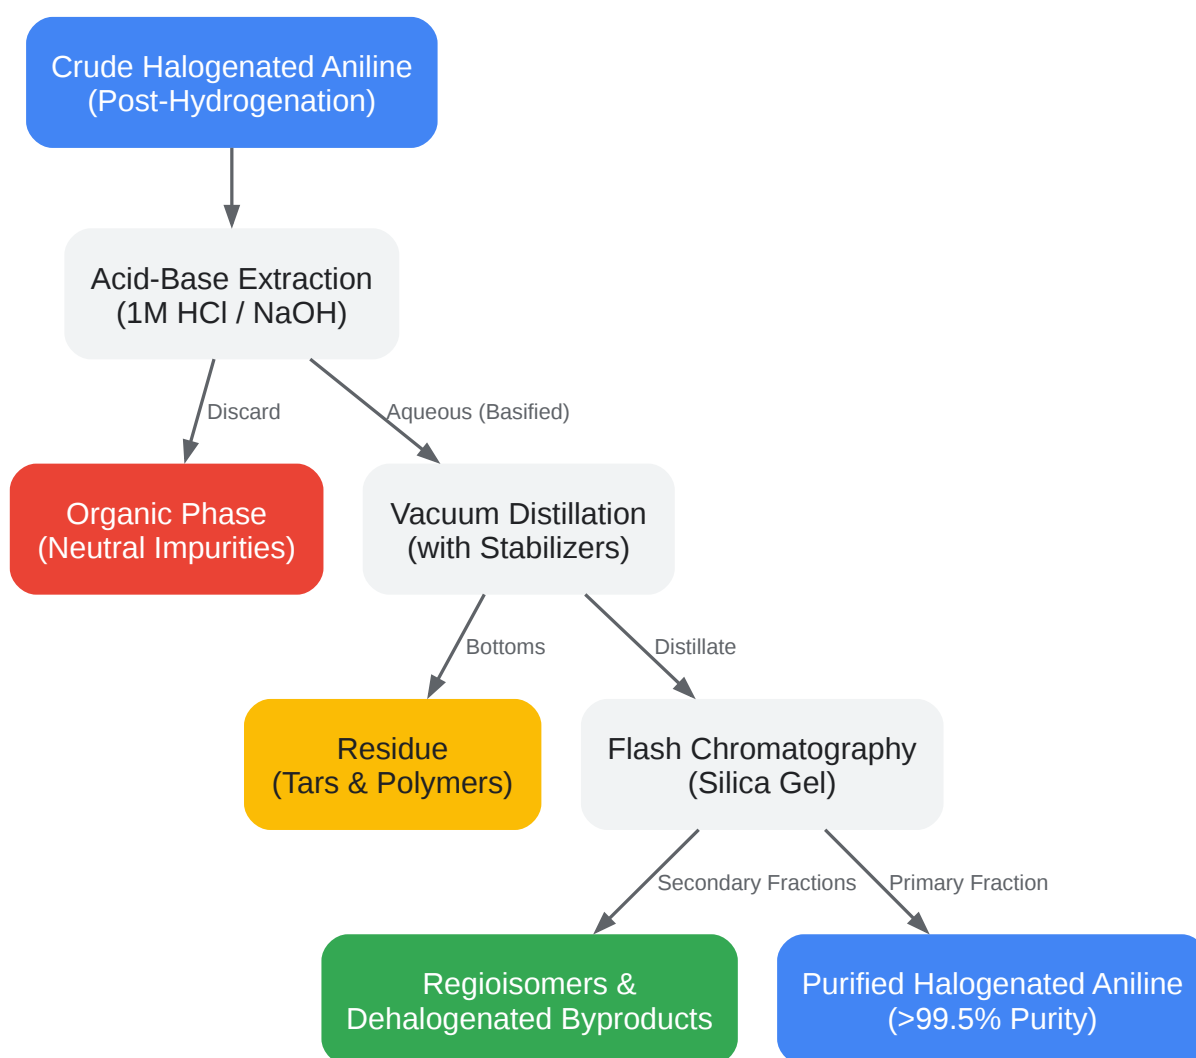 Crude Halogenated Aniline
(Post-Hydrogenation)
Acid-Base Extraction
(1M HCl / NaOH)
Discard
Aqueous (Basified)
Organic Phase
(Neutral Impurities)
Vacuum Distillation
(with Stabilizers)
Bottoms
Distillate
Residue
(Tars & Polymers)
Flash Chromatography
(Silica Gel)
Secondary Fractions
Primary Fraction
Regioisomers &
Dehalogenated Byproducts
Purified Halogenated Aniline
(>99.5% Purity)